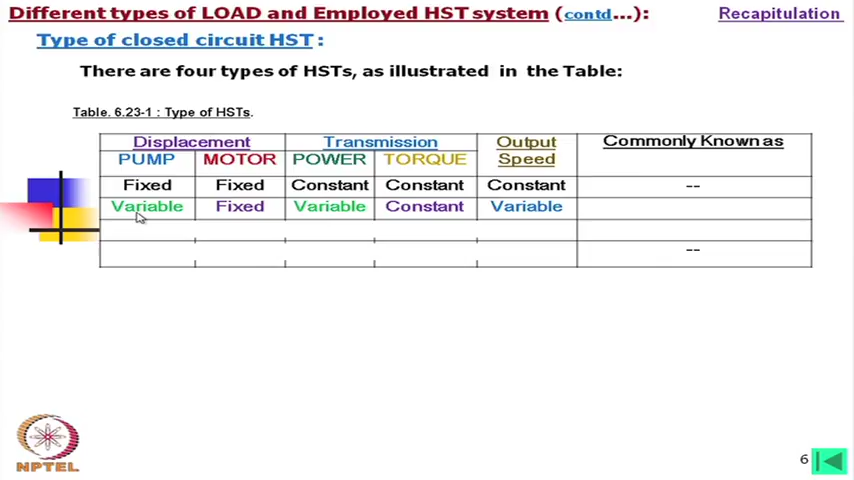 Different types of LOAD and Employed HST system (contd...): Recapitulation
Type of closed circuit HST:
There are four types of HSTs, as illustrated in the Table:
Table. 6.23-1 : Type of HSTs.
Displacement Transmission Output Speed Commonly Known as
PUMP MOTOR POWER TORQUE
Fixed Fixed Constant Constant Constant --
Variable Fixed Variable Constant Variable
--
NPTEL
6